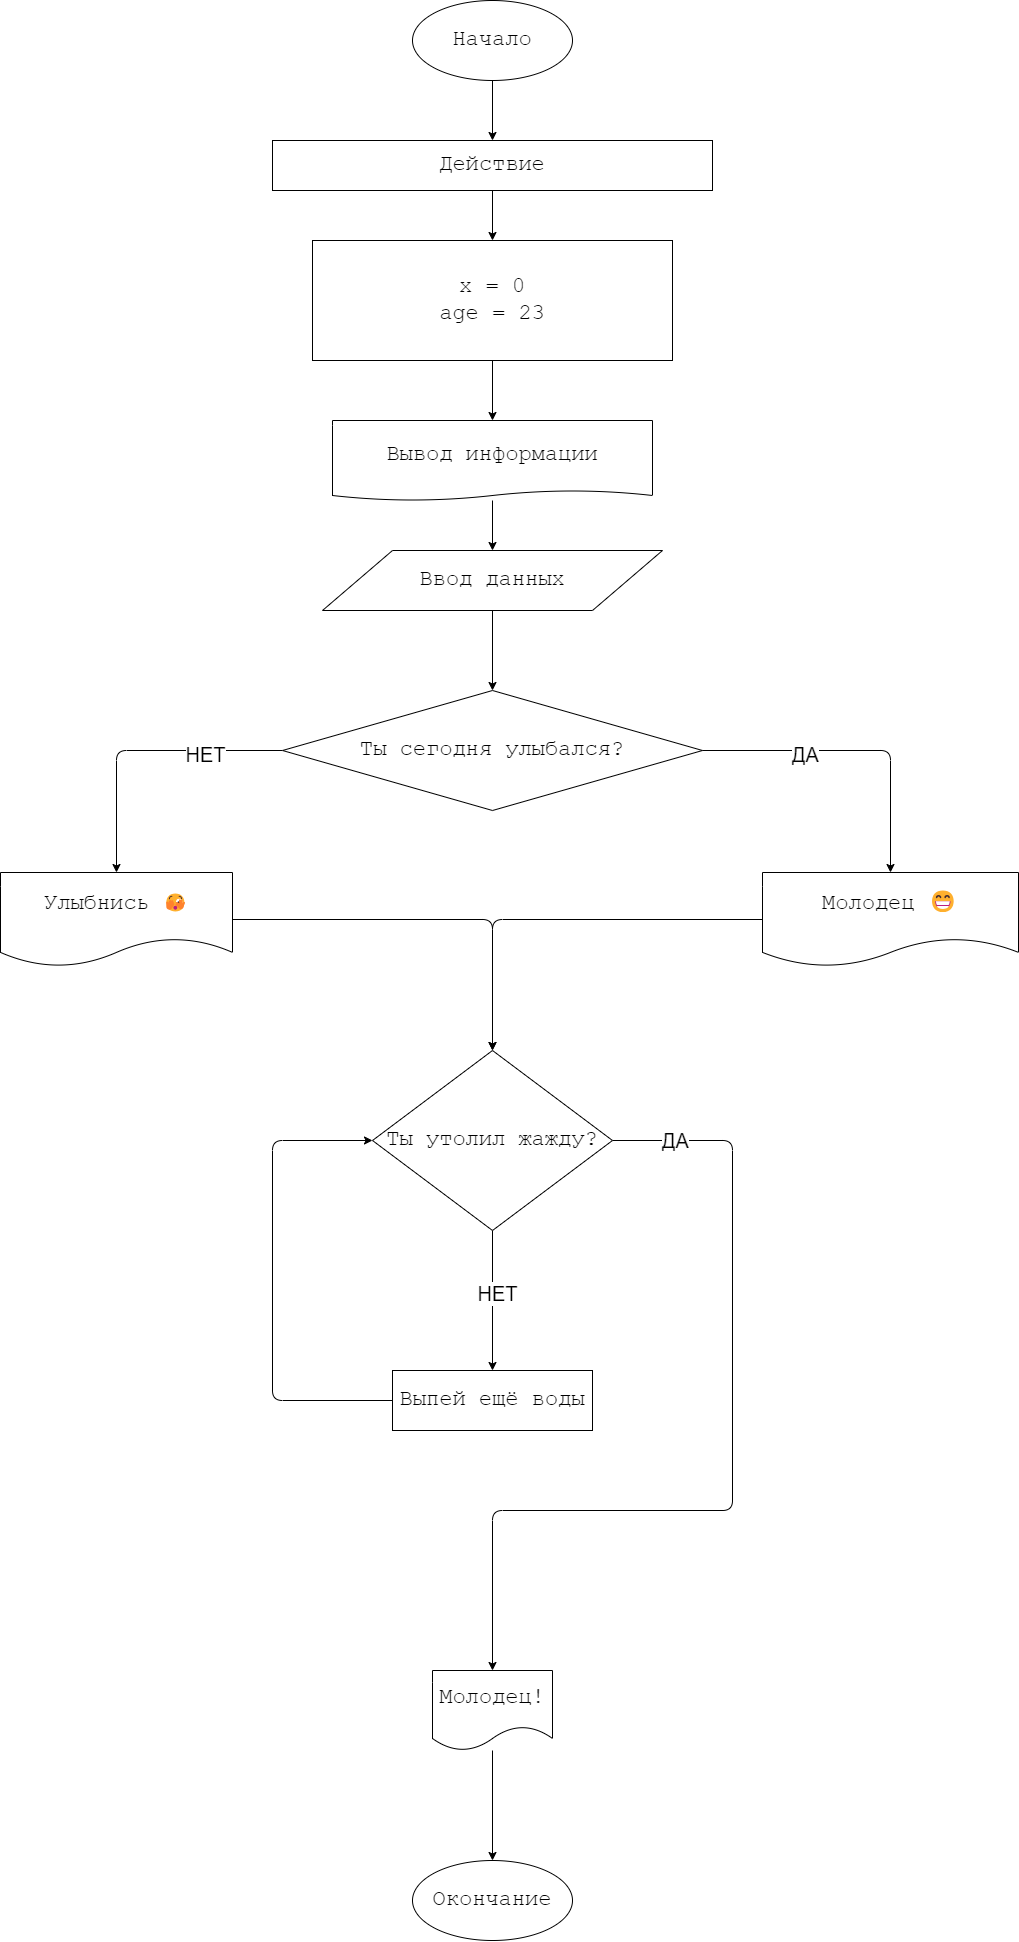 Начало
Действие
x = 0
age = 23
Вывод информации
Ввод данных
Ты сегодня улыбался?
НЕТ
ДА
Улыбнись 🥵
Молодец 😁
Ты утолил жажду?
ДА
НЕТ
Выпей ещё воды
Молодец!
Окончание